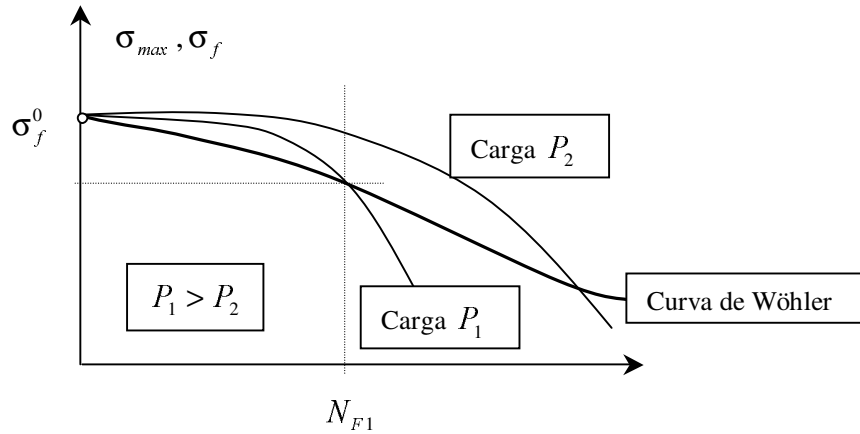 σ_max , σ_f
σ_f^0
Carga P_2
P_1 > P_2
Carga P_1
Curva de Wöhler
N_F1